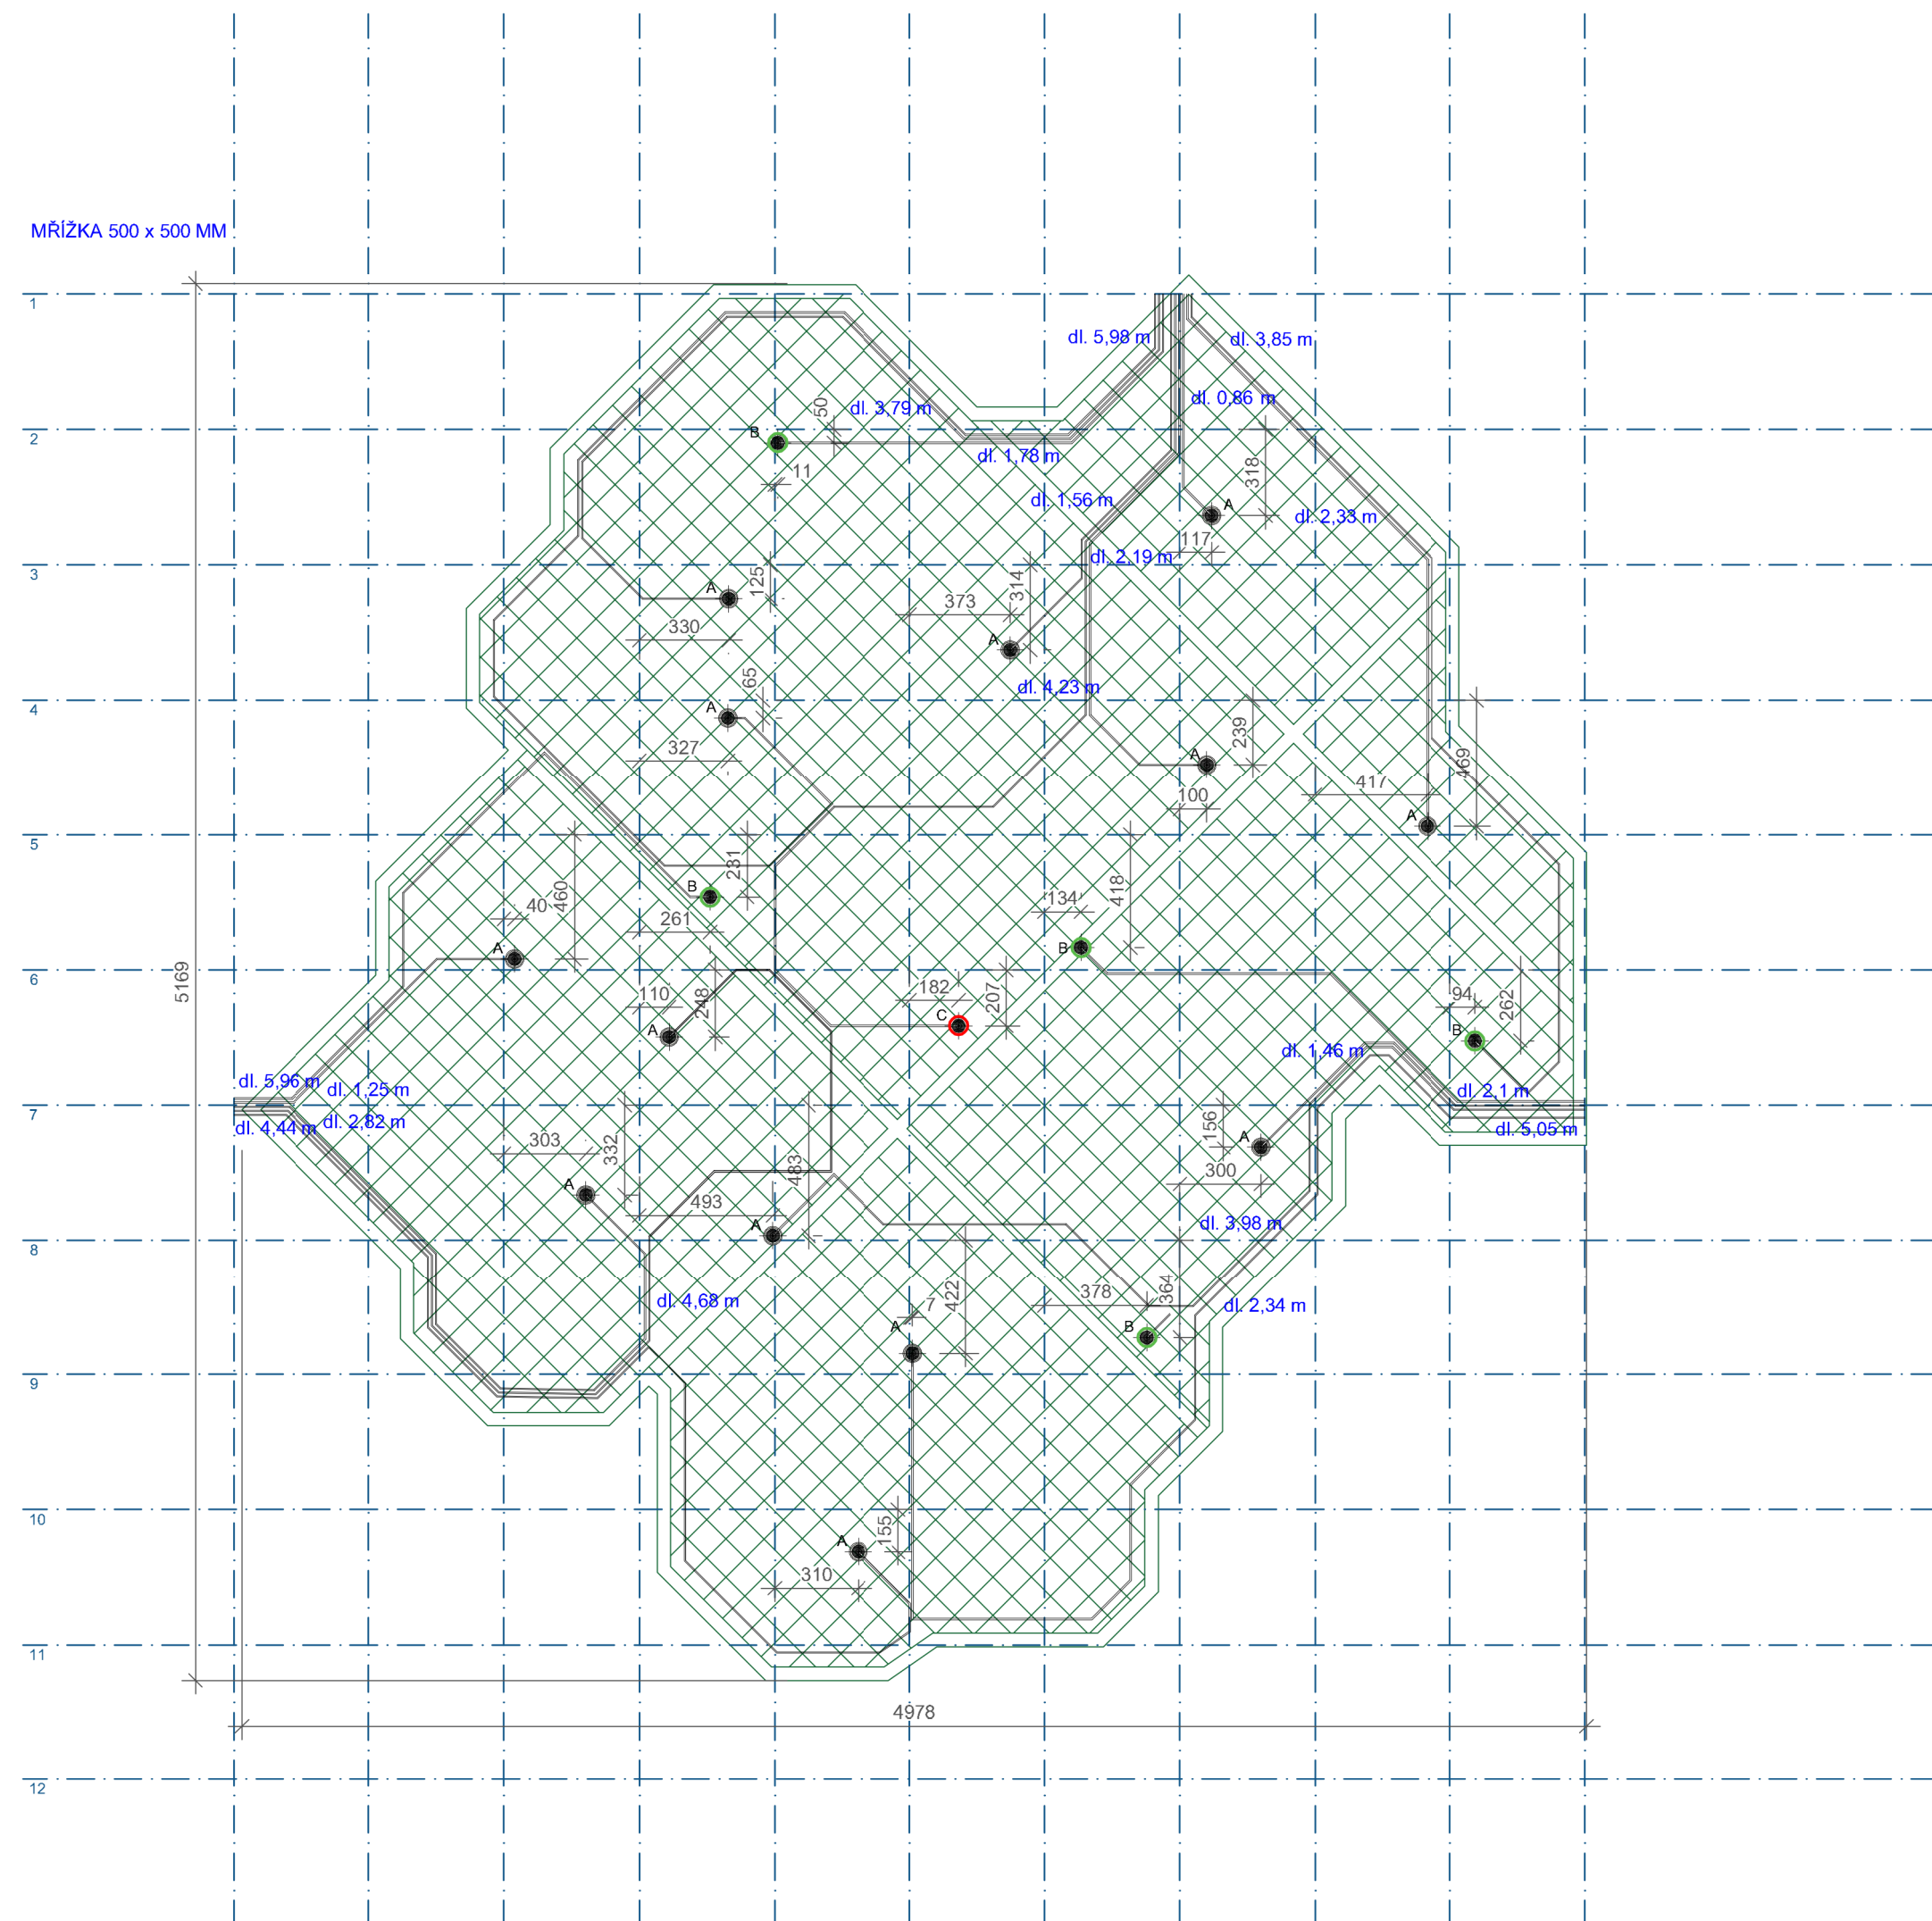 MŘÍŽKA 500 x 500 MM
1
dl. 5,98 m
dl. 3,85 m
dl. 0,86 m
50
dl. 3,79 m
2
B
dl. 1,78 m
11
318
dl. 1,56 m
A
dl. 2,33 m
117
dl. 2,19 m
3
125
314
A
373
330
A
65
dl. 4,23 m
4
A
239
327
A
469
417
100
A
5
231
460
B
418
40
261
134
A
B
6
5169
110
248
182
207
94
262
C
B
A
dl. 1,46 m
dl. 5,96 m
dl. 1,25 m
dl. 2,1 m
7
dl. 4,44 m
dl. 2,82 m
dl. 5,05 m
156
303
332
483
A
300
A
493
dl. 3,98 m
A
8
422
364
378
dl. 4,68 m
7
dl. 2,34 m
A
B
9
10
155
A
310
11
4978
12